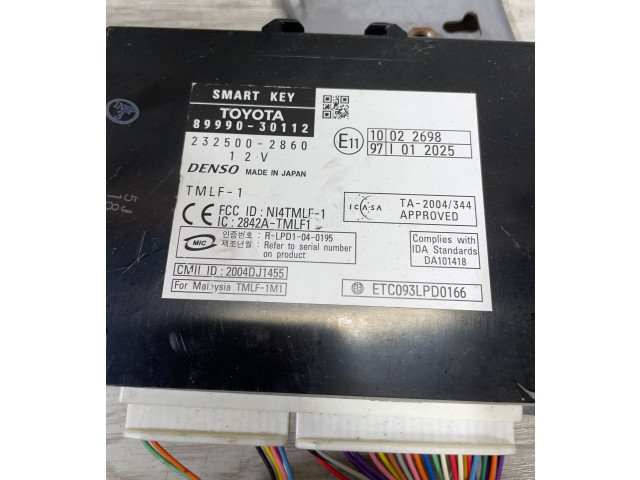 SMART KEY
TOYOTA
89990-30112
232500-2860
12V
DENSO MADE IN JAPAN
TMLF-1
CE FCC ID : NI4TMLF-1
IC : 2842A-TMLF1
MIC 인증번호 : R-LPD1-04-0195
제조년월 : Refer to serial number
on product
CMII ID : 2004DJ1455
For Malaysia TMLF-1M1
E11
10 02 2698
97 I 01 2025
ICASA
TA-2004/344
APPROVED
Complies with
IDA Standards
DA101418
ETC093LPD0166